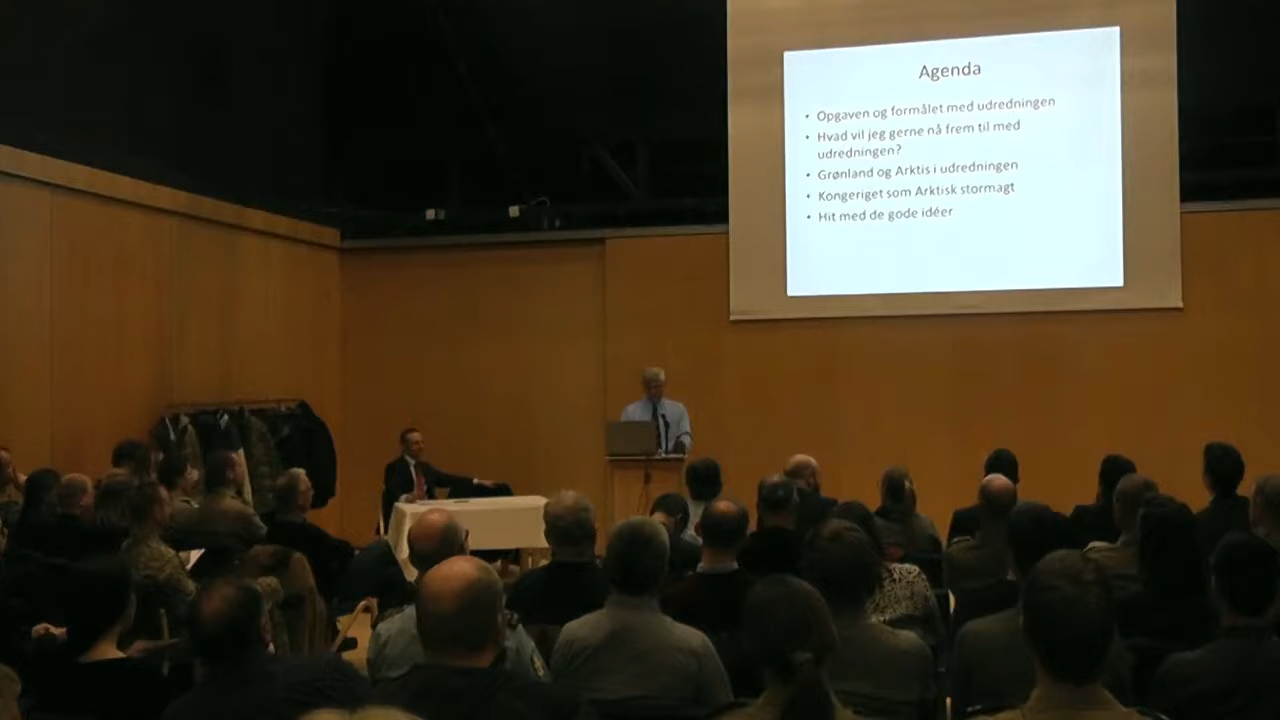 Agenda
• Opgaven og formålet med udredningen
• Hvad vil jeg gerne nå frem til med
udredningen?
• Grønland og Arktis i udredningen
• Kongeriget som Arktisk stormagt
• Hit med de gode idéer